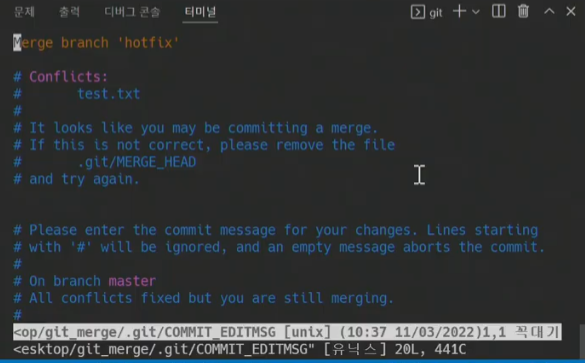 문제 출력 디버그 콘솔 터미널 git
Merge branch 'hotfix'
# Conflicts:
# test.txt
#
# It looks like you may be committing a merge.
# If this is not correct, please remove the file
# .git/MERGE_HEAD
# and try again.
# Please enter the commit message for your changes. Lines starting
# with '#' will be ignored, and an empty message aborts the commit.
#
# On branch master
# All conflicts fixed but you are still merging.
#
<op/git_merge/.git/COMMIT_EDITMSG [unix] (10:37 11/03/2022)1,1 꼭대기
<esktop/git_merge/.git/COMMIT_EDITMSG" [유닉스] 20L, 441C